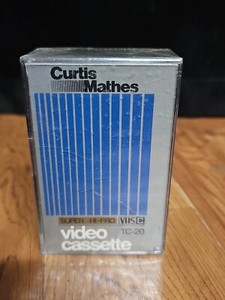 Curtis
Mathes
SUPER HI-PRO VHS C
video TC-20
cassette